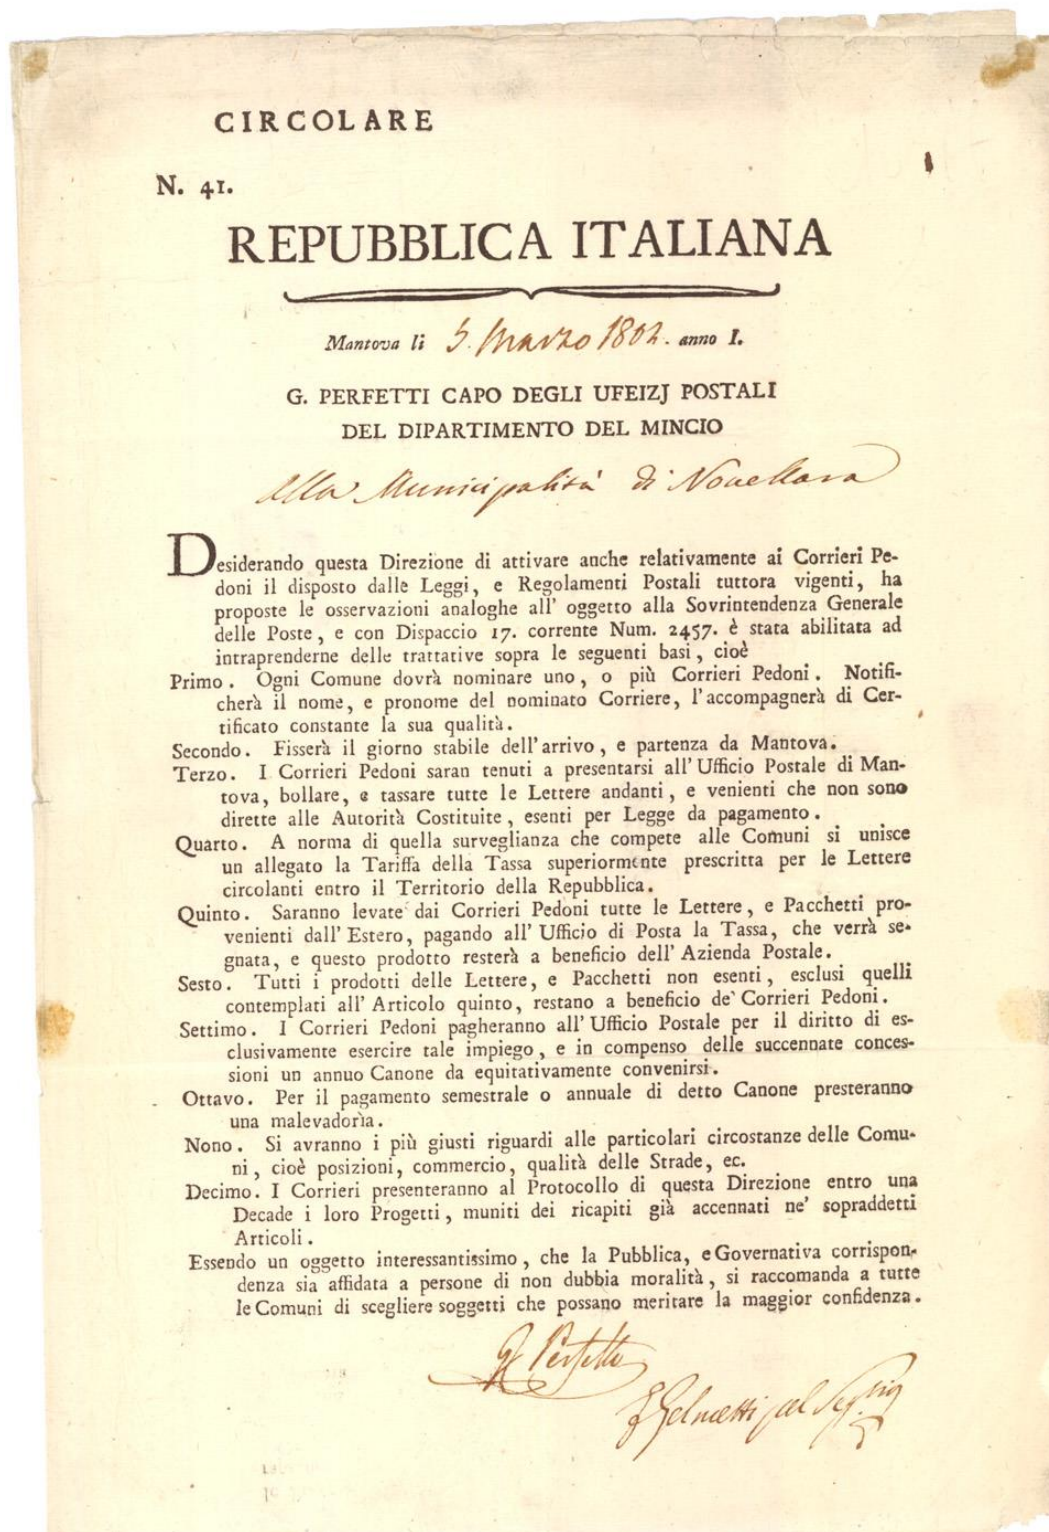 CIRCOLARE
N. 41.
REPUBBLICA ITALIANA
Mantova li 5. Marzo 1802. anno I.
G. PERFETTI CAPO DEGLI UFEIZJ POSTALI
DEL DIPARTIMENTO DEL MINCIO
Alla Municipalità di Novellara
Desiderando questa Direzione di attivare anche relativamente ai Corrieri Pe-
doni il disposto dalle Leggi, e Regolamenti Postali tuttora vigenti, ha
proposte le osservazioni analoghe all' oggetto alla Sovrintendenza Generale
delle Poste, e con Dispaccio 17. corrente Num. 2457. è stata abilitata ad
intraprenderne delle trattative sopra le seguenti basi, cioè
Primo. Ogni Comune dovrà nominare uno, o più Corrieri Pedoni. Notifi-
cherà il nome, e pronome del nominato Corriere, l'accompagnerà di Cer-
tificato constante la sua qualità.
Secondo. Fisserà il giorno stabile dell'arrivo, e partenza da Mantova.
Terzo. I Corrieri Pedoni saran tenuti a presentarsi all'Ufficio Postale di Man-
tova, bollare, e tassare tutte le Lettere andanti, e venienti che non sono
dirette alle Autorità Costituite, esenti per Legge da pagamento.
Quarto. A norma di quella surveglianza che compete alle Comuni si unisce
un allegato la Tariffa della Tassa superiormente prescritta per le Lettere
circolanti entro il Territorio della Repubblica.
Quinto. Saranno levate dai Corrieri Pedoni tutte le Lettere, e Pacchetti pro-
venienti dall' Estero, pagando all' Ufficio di Posta la Tassa, che verrà se-
gnata, e questo prodotto resterà a beneficio dell' Azienda Postale.
Sesto. Tutti i prodotti delle Lettere, e Pacchetti non esenti, esclusi quelli
contemplati all' Articolo quinto, restano a beneficio de' Corrieri Pedoni.
Settimo. I Corrieri Pedoni pagheranno all'Ufficio Postale per il diritto di es-
clusivamente esercire tale impiego, e in compenso delle succennate conces-
sioni un annuo Canone da equitativamente convenirsi.
Ottavo. Per il pagamento semestrale o annuale di detto Canone presteranno
una malevadorìa.
Nono. Si avranno i più giusti riguardi alle particolari circostanze delle Comu-
ni, cioè posizioni, commercio, qualità delle Strade, ec.
Decimo. I Corrieri presenteranno al Protocollo di questa Direzione entro una
Decade i loro Progetti, muniti dei ricapiti già accennati ne' sopraddetti
Articoli.
Essendo un oggetto interessantissimo, che la Pubblica, e Governativa corrispon-
denza sia affidata a persone di non dubbia moralità, si raccomanda a tutte
le Comuni di scegliere soggetti che possano meritare la maggior confidenza.
G Perfetti
Gelmetti pel Seg.rio